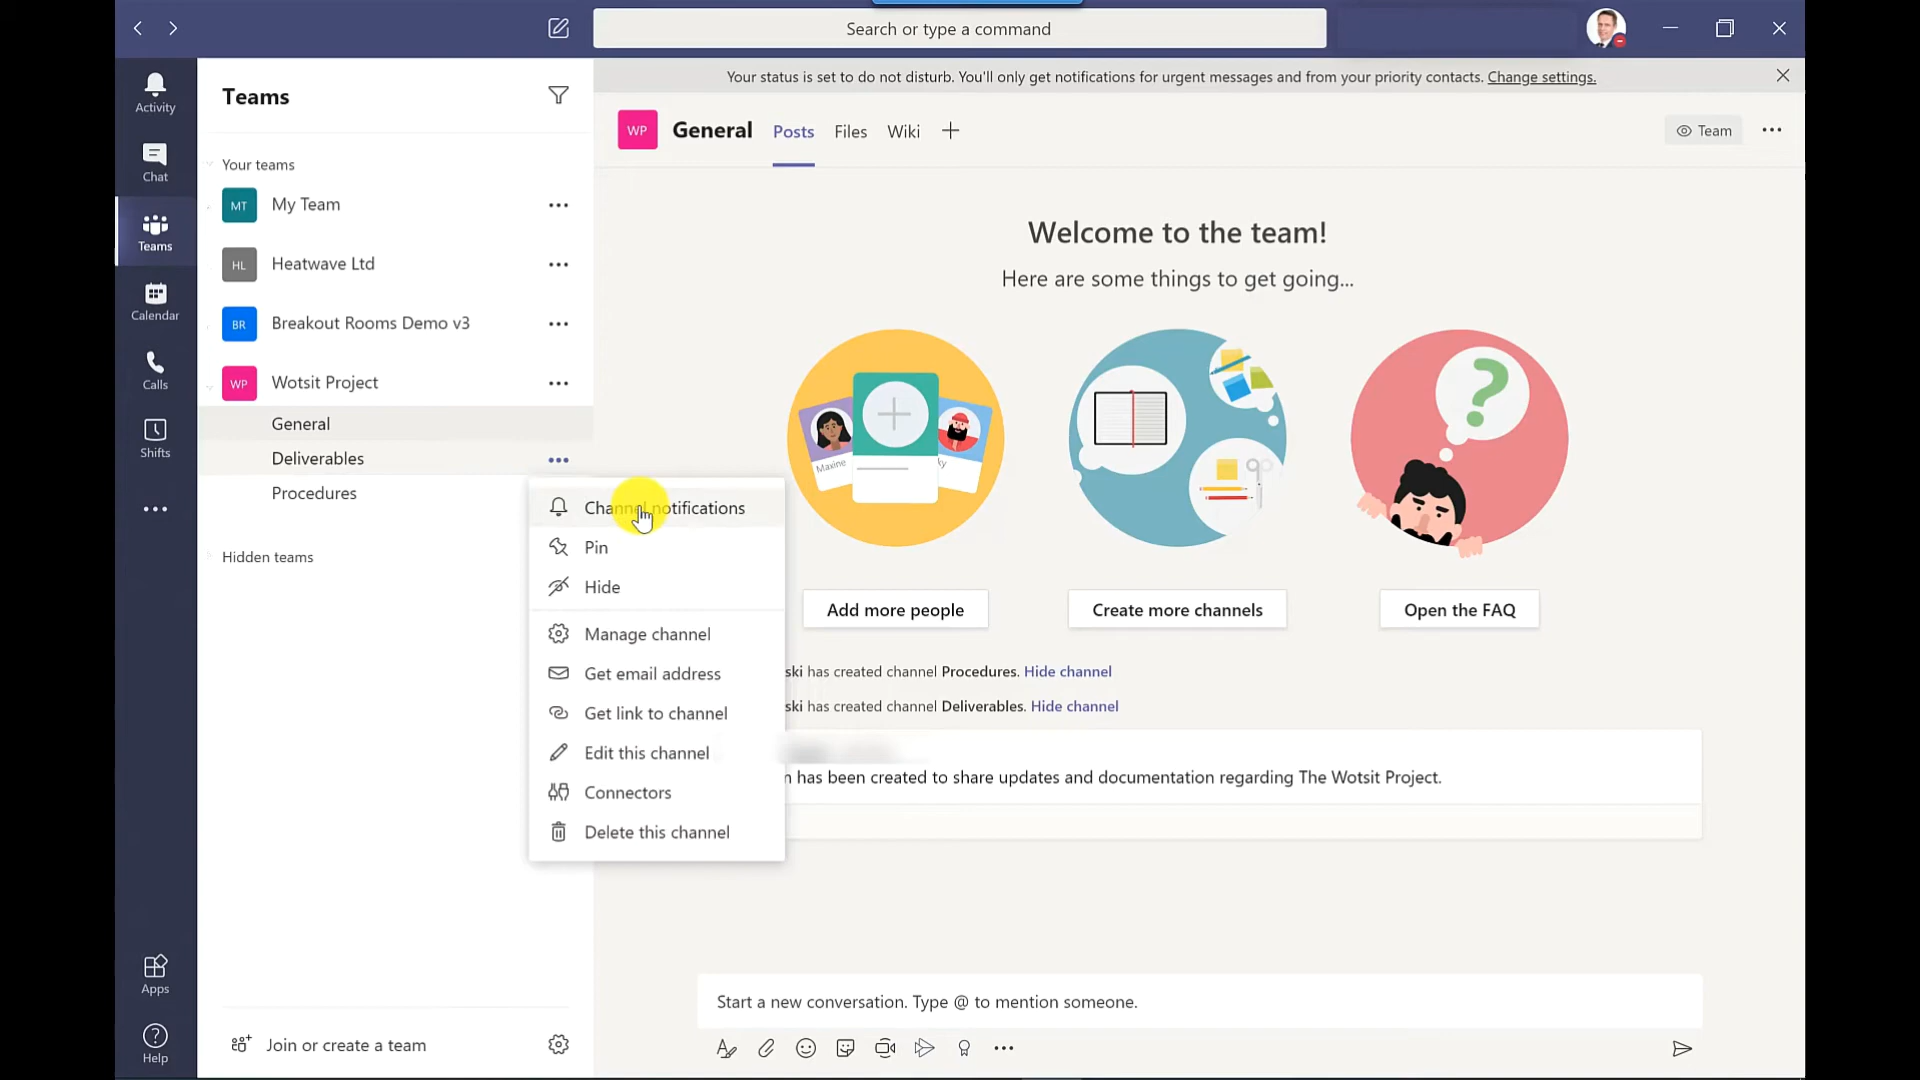 Search or type a command
Your status is set to do not disturb. You'll only get notifications for urgent messages and from your priority contacts. Change settings.
Activity
Chat
Teams
Calendar
Calls
Shifts
Apps
Help
Teams
Your teams
MT My Team
HL Heatwave Ltd
BR Breakout Rooms Demo v3
WP Wotsit Project
General
Deliverables
Procedures
Hidden teams
Join or create a team
Channel notifications
Pin
Hide
Manage channel
Get email address
Get link to channel
Edit this channel
Connectors
Delete this channel
WP General Posts Files Wiki
Team
Welcome to the team!
Here are some things to get going...
Maxine
Add more people
Create more channels
Open the FAQ
ski has created channel Procedures. Hide channel
ski has created channel Deliverables. Hide channel
has been created to share updates and documentation regarding The Wotsit Project.
Start a new conversation. Type @ to mention someone.